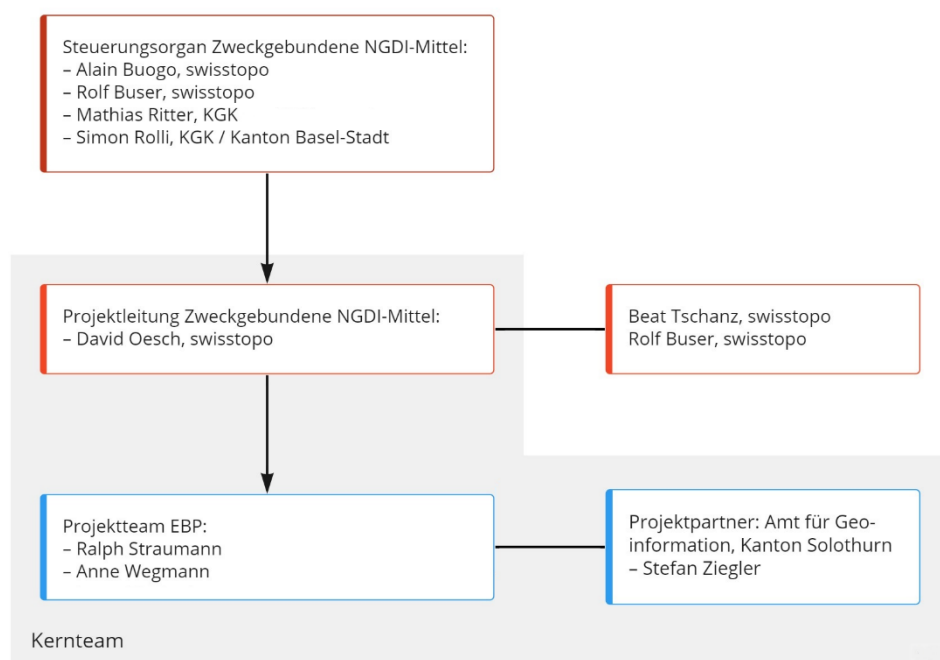 Steuerungsorgan Zweckgebundene NGDI-Mittel:
– Alain Buogo, swisstopo
– Rolf Buser, swisstopo
– Mathias Ritter, KGK
– Simon Rolli, KGK / Kanton Basel-Stadt
Projektleitung Zweckgebundene NGDI-Mittel:
– David Oesch, swisstopo
Beat Tschanz, swisstopo
Rolf Buser, swisstopo
Projektteam EBP:
– Ralph Straumann
– Anne Wegmann
Projektpartner: Amt für Geo-
information, Kanton Solothurn
– Stefan Ziegler
Kernteam